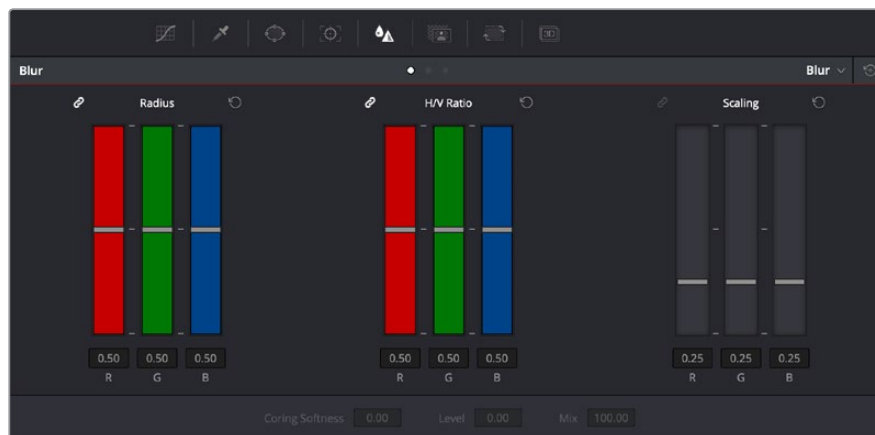 3D
Blur Blur
Radius H/V Ratio Scaling
0.50 0.50 0.50 0.50 0.50 0.50 0.25 0.25 0.25
R G B R G B R G B
Coring Softness 0.00 Level 0.00 Mix 100.00